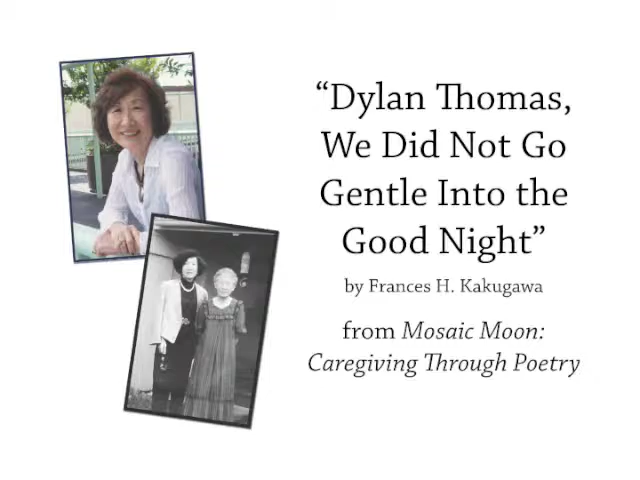 “Dylan Thomas,
We Did Not Go
Gentle Into the
Good Night”
by Frances H. Kakugawa
from Mosaic Moon:
Caregiving Through Poetry